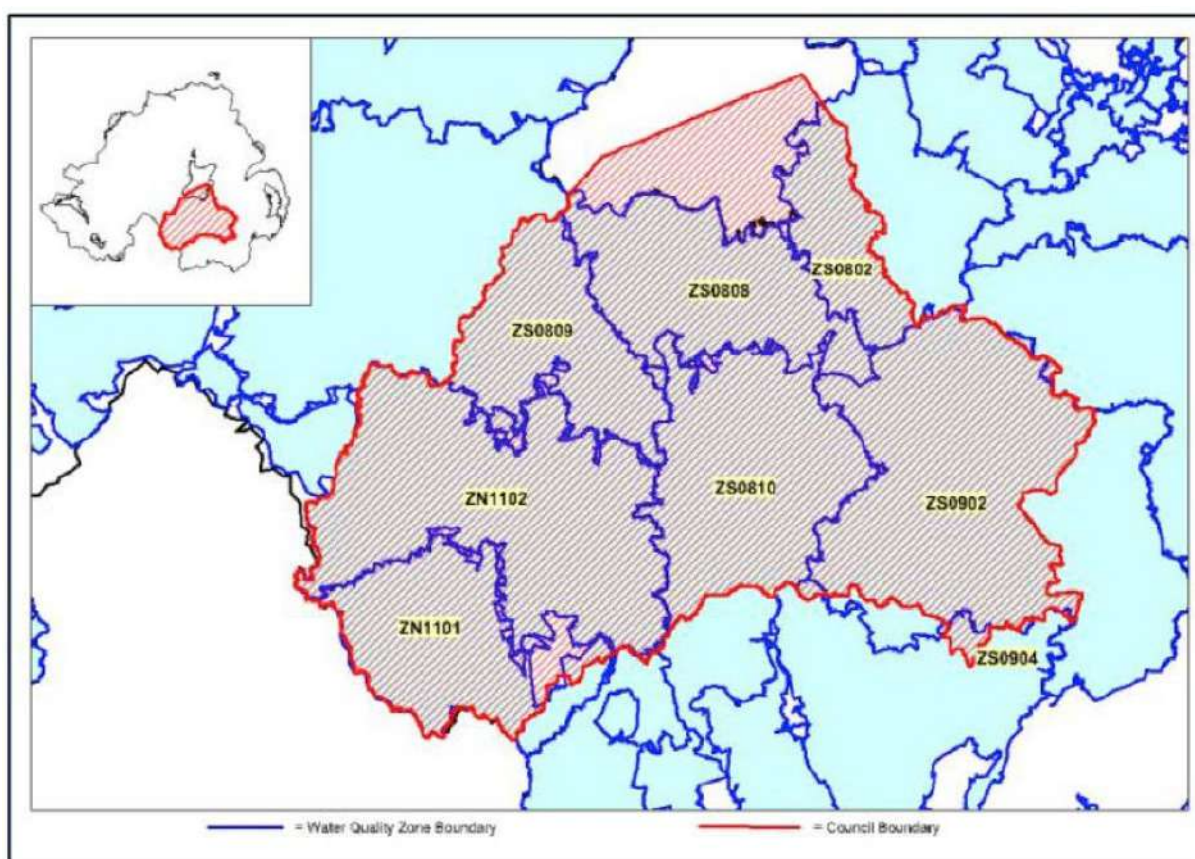 ZS0802
ZS0808
ZS0809
ZN1102
ZS0810
ZS0902
ZN1101
ZS0904
= Water Quality Zone Boundary
= Council Boundary